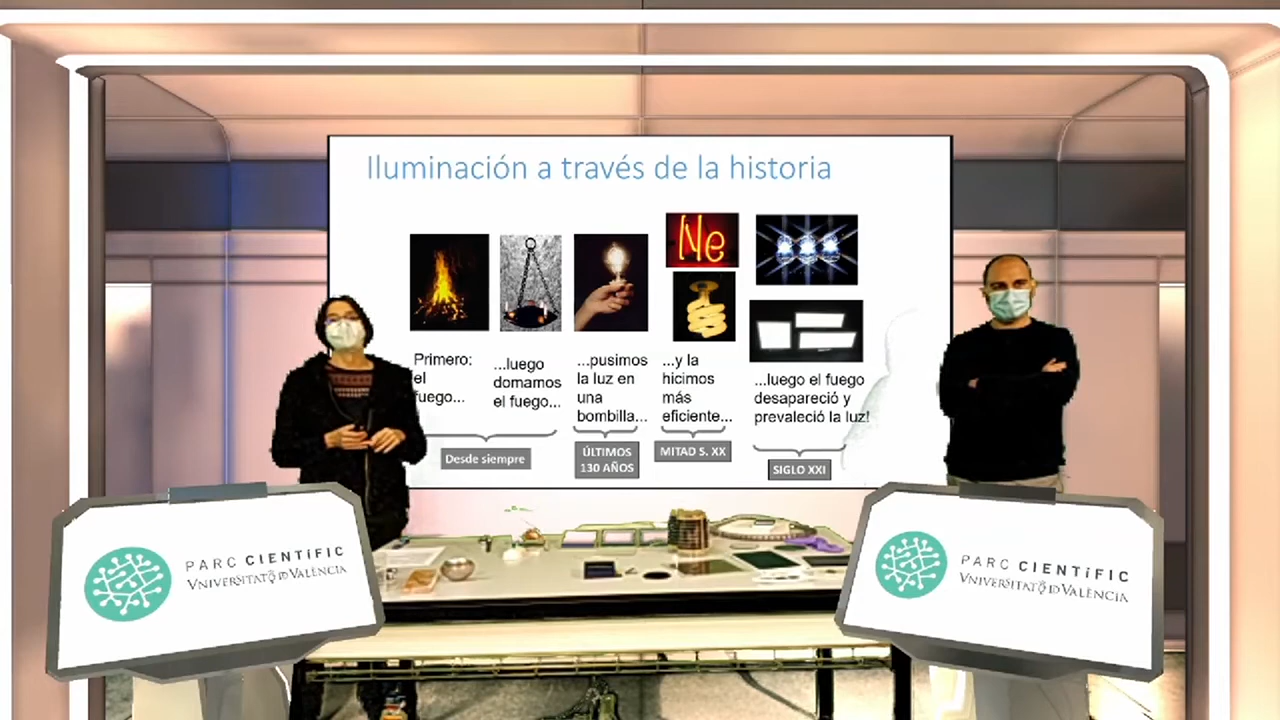 Iluminación a través de la historia
Ne
Primero:
el
fuego...
...luego
domamos
el fuego...
...pusimos
la luz en
una
bombilla...
...y la
hicimos
más
eficiente...
...luego el fuego
desapareció y
prevaleció la luz!
Desde siempre
ÚLTIMOS
130 AÑOS
MITAD S. XX
SIGLO XXI
PARC CIENTÍFIC
VNIVERSITAT ID VALÈNCIA
PARC CIENTÍFIC
VNIVERSITAT ID VALÈNCIA